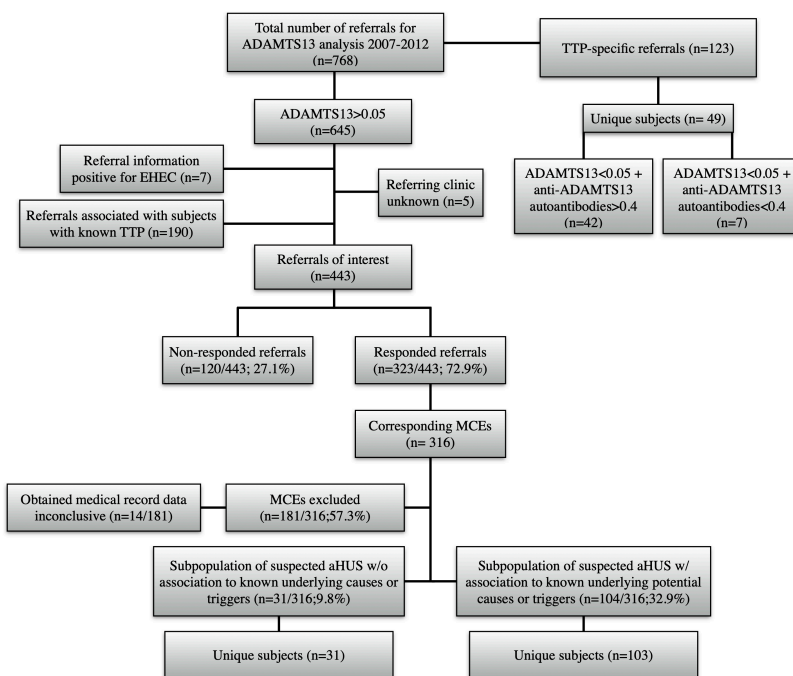 Total number of referrals for
ADAMTS13 analysis 2007-2012
(n=768)
TTP-specific referrals (n=123)
ADAMTS13>0.05
(n=645)
Unique subjects (n= 49)
Referral information
positive for EHEC (n=7)
ADAMTS13<0.05 +
anti-ADAMTS13
autoantibodies>0.4
(n=42)
ADAMTS13<0.05 +
anti-ADAMTS13
autoantibodies<0.4
(n=7)
Referring clinic
unknown (n=5)
Referrals associated with subjects
with known TTP (n=190)
Referrals of interest
(n=443)
Non-responded referrals
(n=120/443; 27.1%)
Responded referrals
(n=323/443; 72.9%)
Corresponding MCEs
(n= 316)
Obtained medical record data
inconclusive (n=14/181)
MCEs excluded
(n=181/316;57.3%)
Subpopulation of suspected aHUS w/o
association to known underlying causes or
triggers (n=31/316;9.8%)
Subpopulation of suspected aHUS w/
association to known underlying potential
causes or triggers (n=104/316;32.9%)
Unique subjects (n=31)
Unique subjects (n=103)